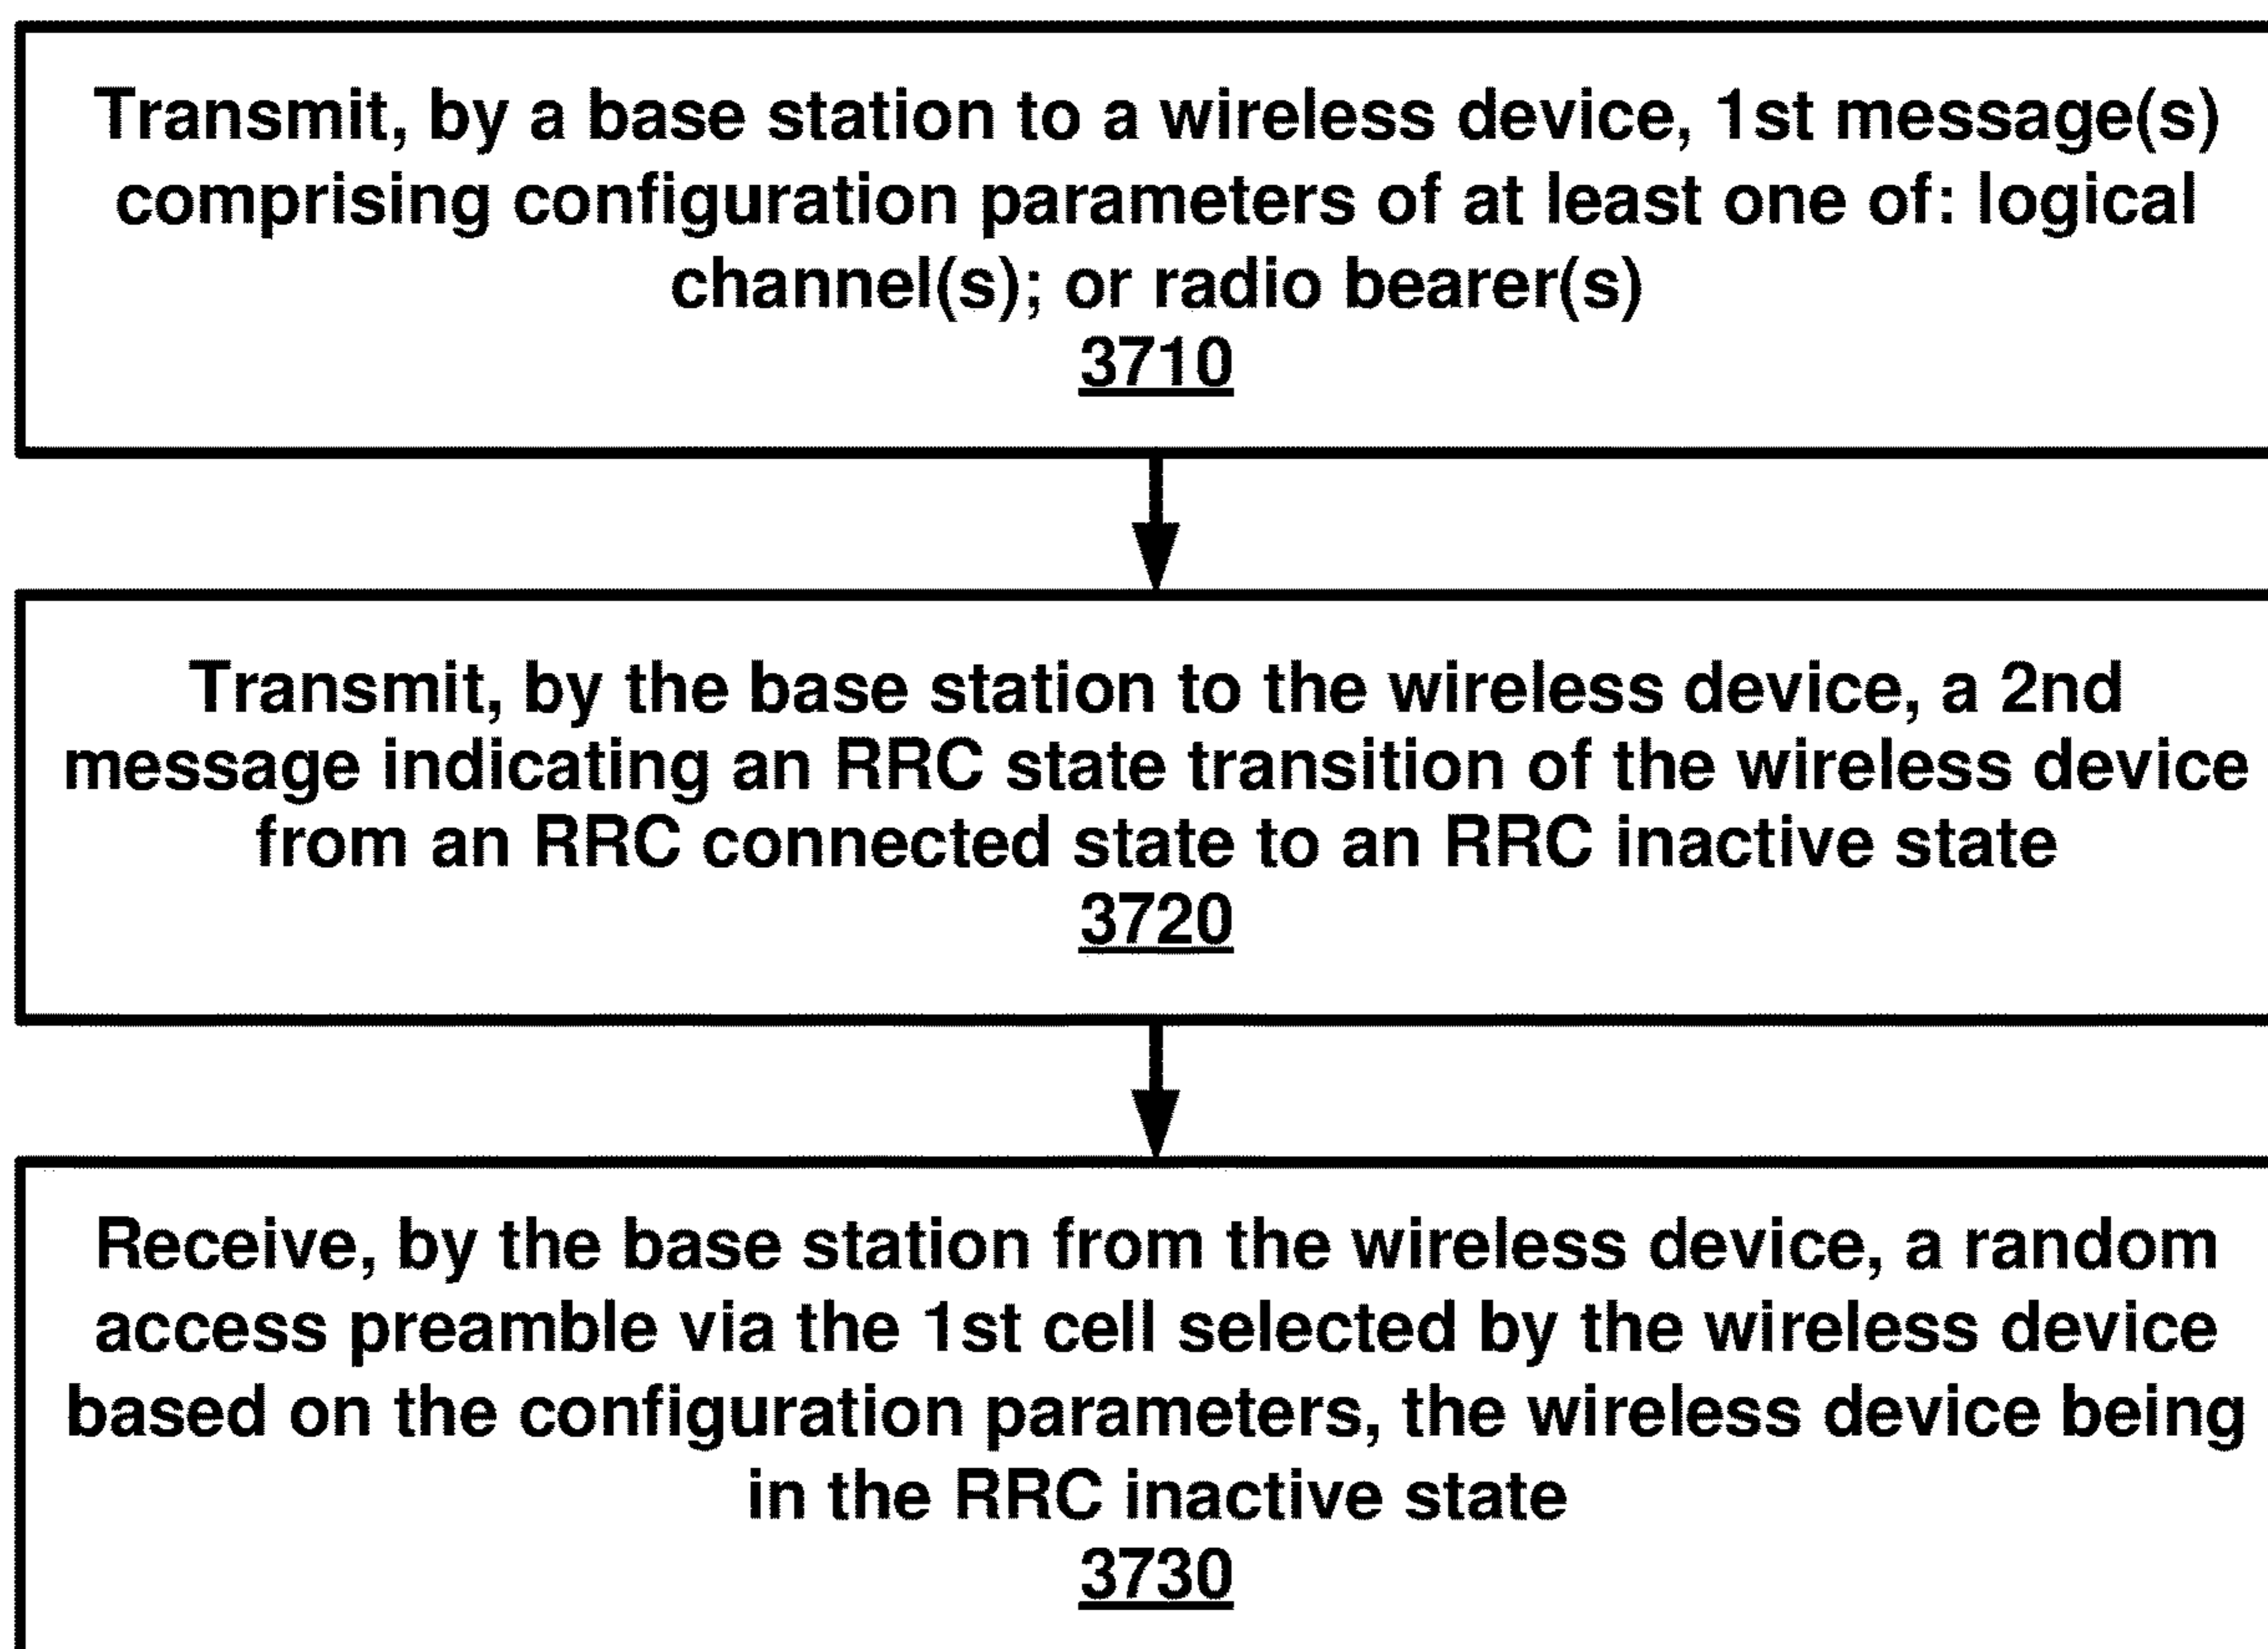 Transmit, by a base station to a wireless device, 1st message(s)
comprising configuration parameters of at least one of: logical
channel(s); or radio bearer(s)
3710
Transmit, by the base station to the wireless device, a 2nd
message indicating an RRC state transition of the wireless device
from an RRC connected state to an RRC inactive state
3720
Receive, by the base station from the wireless device, a random
access preamble via the 1st cell selected by the wireless device
based on the configuration parameters, the wireless device being
in the RRC inactive state
3730